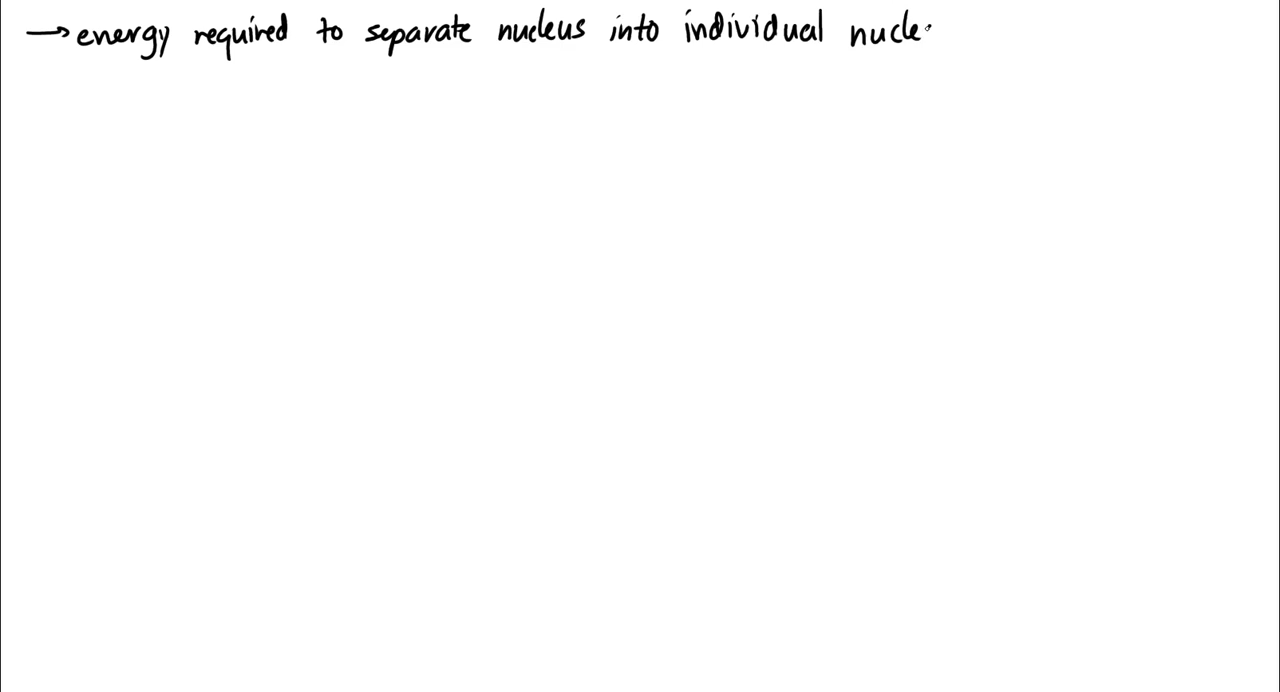 → energy required to separate nucleus into individual nucle